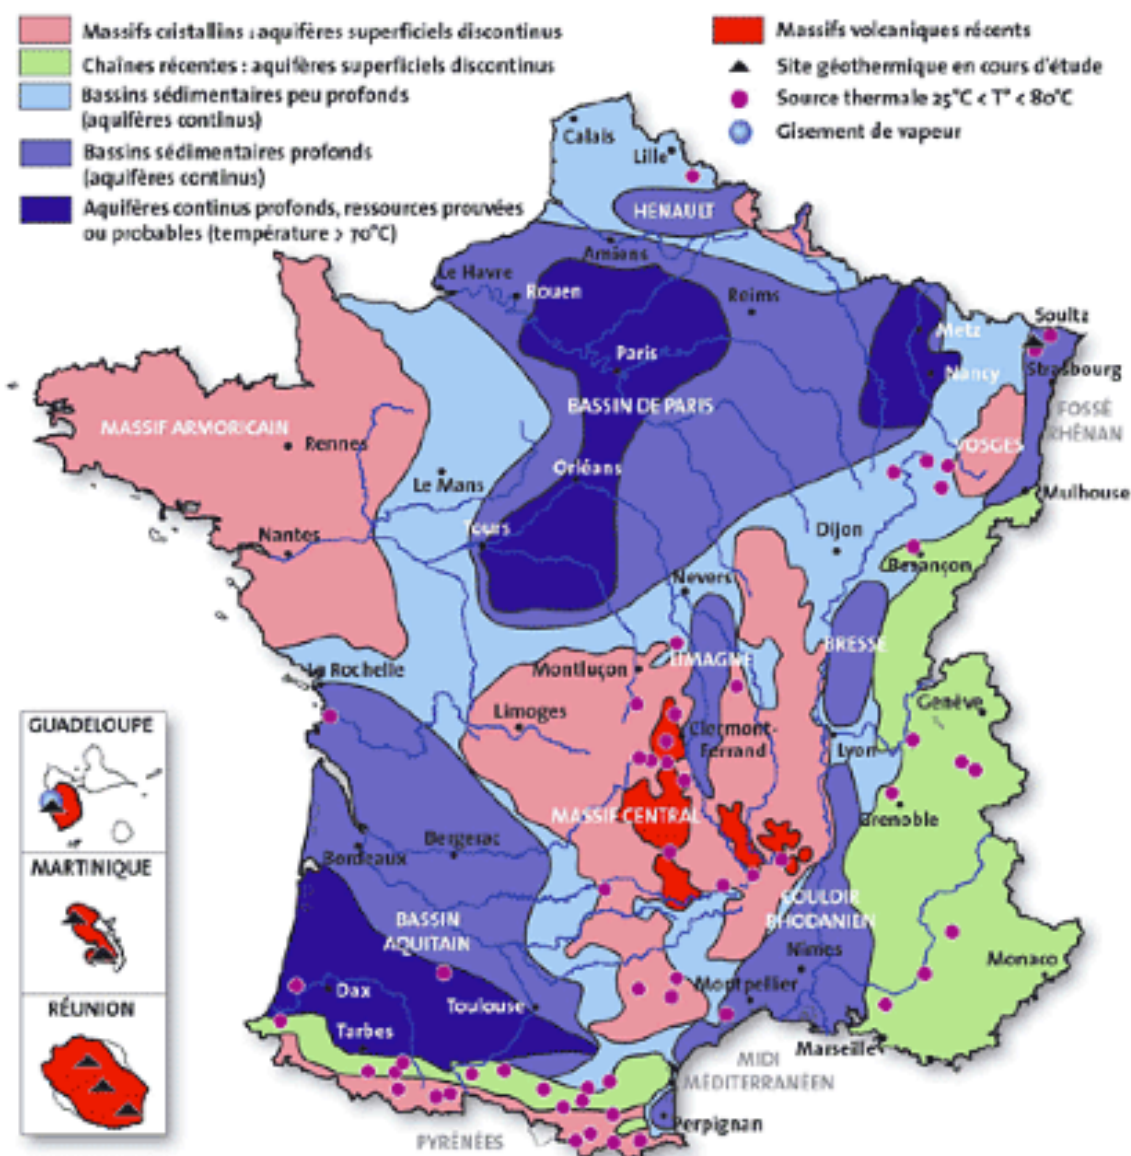 Massifs cristallins : aquifères superficiels discontinus
Chaînes récentes : aquifères superficiels discontinus
Bassins sédimentaires peu profonds
(aquifères continus)
Bassins sédimentaires profonds
(aquifères continus)
Aquifères continus profonds, ressources prouvées
ou probables (température > 70°C)
Massifs volcaniques récents
Site géothermique en cours d'étude
Source thermale 25°C < T° < 80°C
Gisement de vapeur
Calais
Lille
HENAULT
Amiens
Le Havre
Rouen
Reims
Metz
Soultz
Paris
Nancy
Strasbourg
BASSIN DE PARIS
FOSSÉ
RHÉNAN
MASSIF ARMORICAIN
Rennes
VOSGES
Orléans
Le Mans
Mulhouse
Tours
Dijon
Nantes
Besançon
Nevers
BRESSE
La Rochelle
Montluçon
LIMAGNE
Genève
Limoges
Clermont-
Ferrand
Lyon
MASSIF CENTRAL
Grenoble
Bergerac
Bordeaux
COULOIR
RHODANIEN
BASSIN
AQUITAIN
Nîmes
Monaco
Dax
Toulouse
Montpellier
Tarbes
Marseille
MIDI
MÉDITERRANÉEN
Perpignan
PYRÉNÉES
GUADELOUPE
MARTINIQUE
RÉUNION